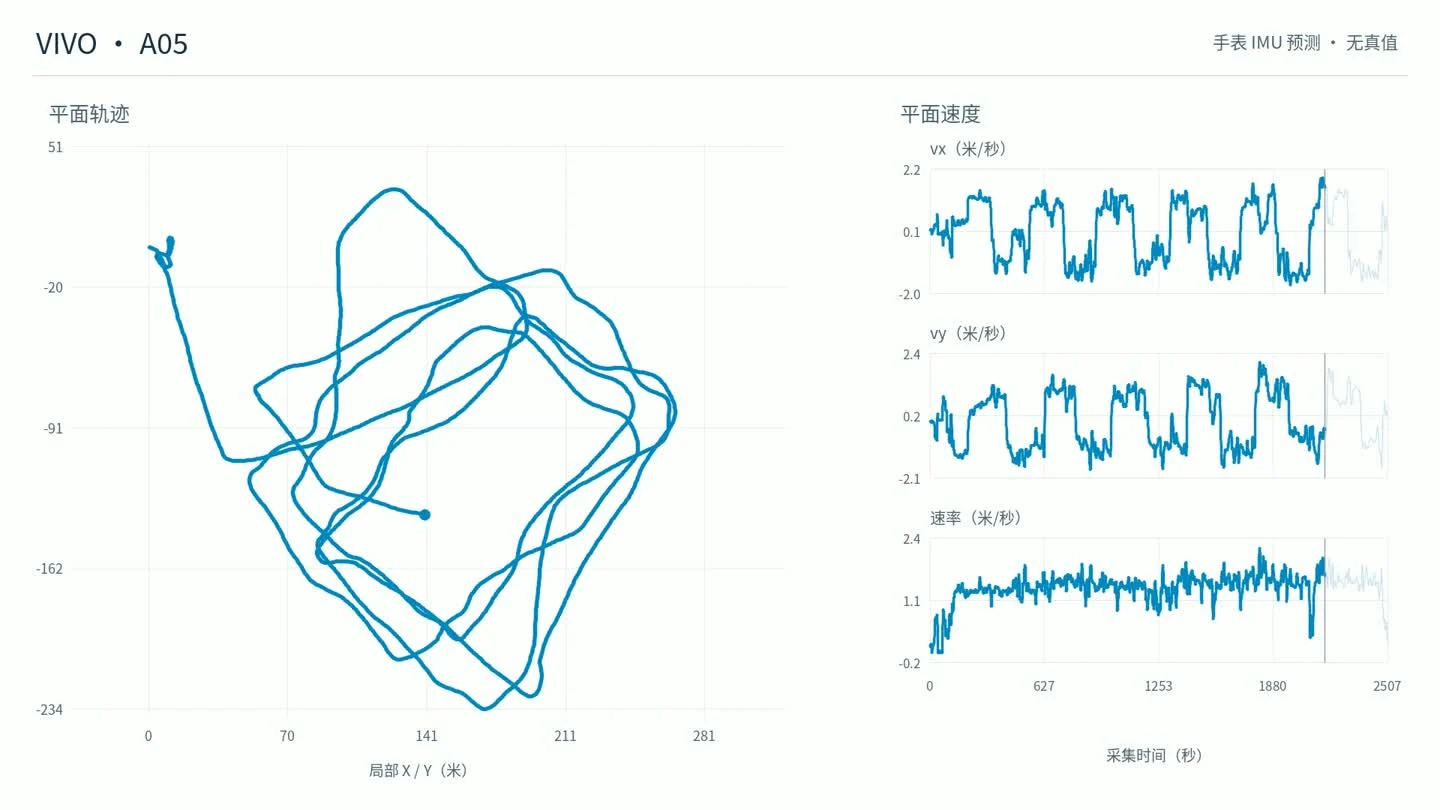 VIVO • A05
手表 IMU 预测 • 无真值
平面轨迹
51
-20
-91
-162
-234
0 70 141 211 281
局部 X / Y（米）
平面速度
vx（米/秒）
2.2
0.1
-2.0
vy（米/秒）
2.4
0.2
-2.1
速率（米/秒）
2.4
1.1
-0.2
0 627 1253 1880 2507
采集时间（秒）